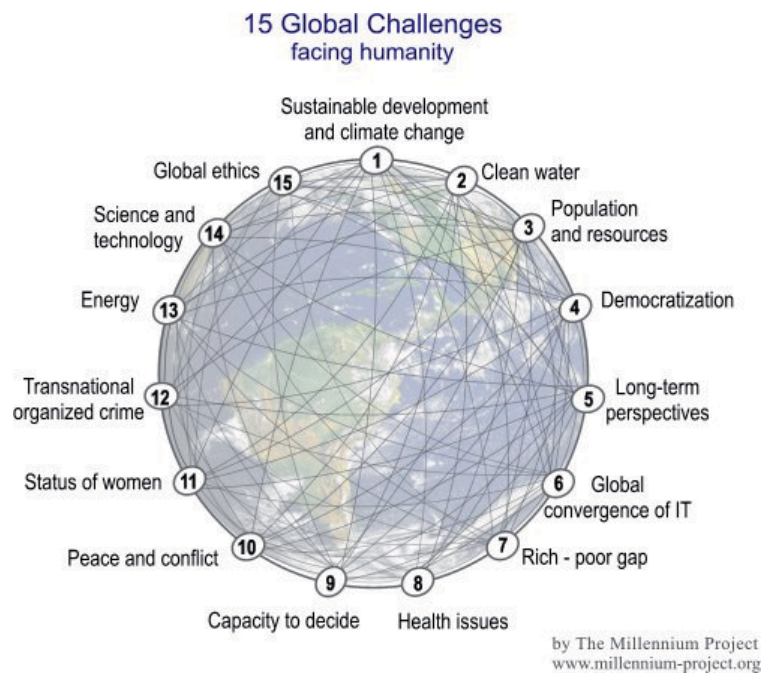 15 Global Challenges
facing humanity
Sustainable development
and climate change
1
Global ethics
15
2
Clean water
Science and
technology
14
3
Population
and resources
Energy
13
4
Democratization
Transnational
organized crime
12
5
Long-term
perspectives
Status of women
11
6
Global
convergence of IT
Peace and conflict
10
7
Rich - poor gap
9
Capacity to decide
8
Health issues
by The Millennium Project
www.millennium-project.org